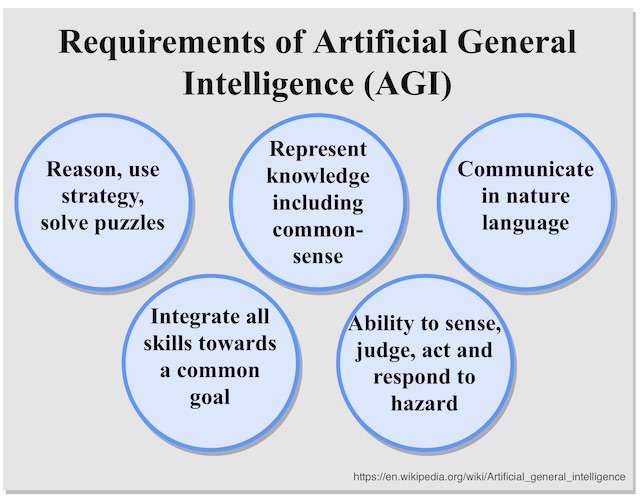 Requirements of Artificial General
Intelligence (AGI)
Reason, use
strategy,
solve puzzles
Represent
knowledge
including
common-
sense
Communicate
in nature
language
Integrate all
skills towards
a common
goal
Ability to sense,
judge, act and
respond to
hazard
https://en.wikipedia.org/wiki/Artificial_general_intelligence